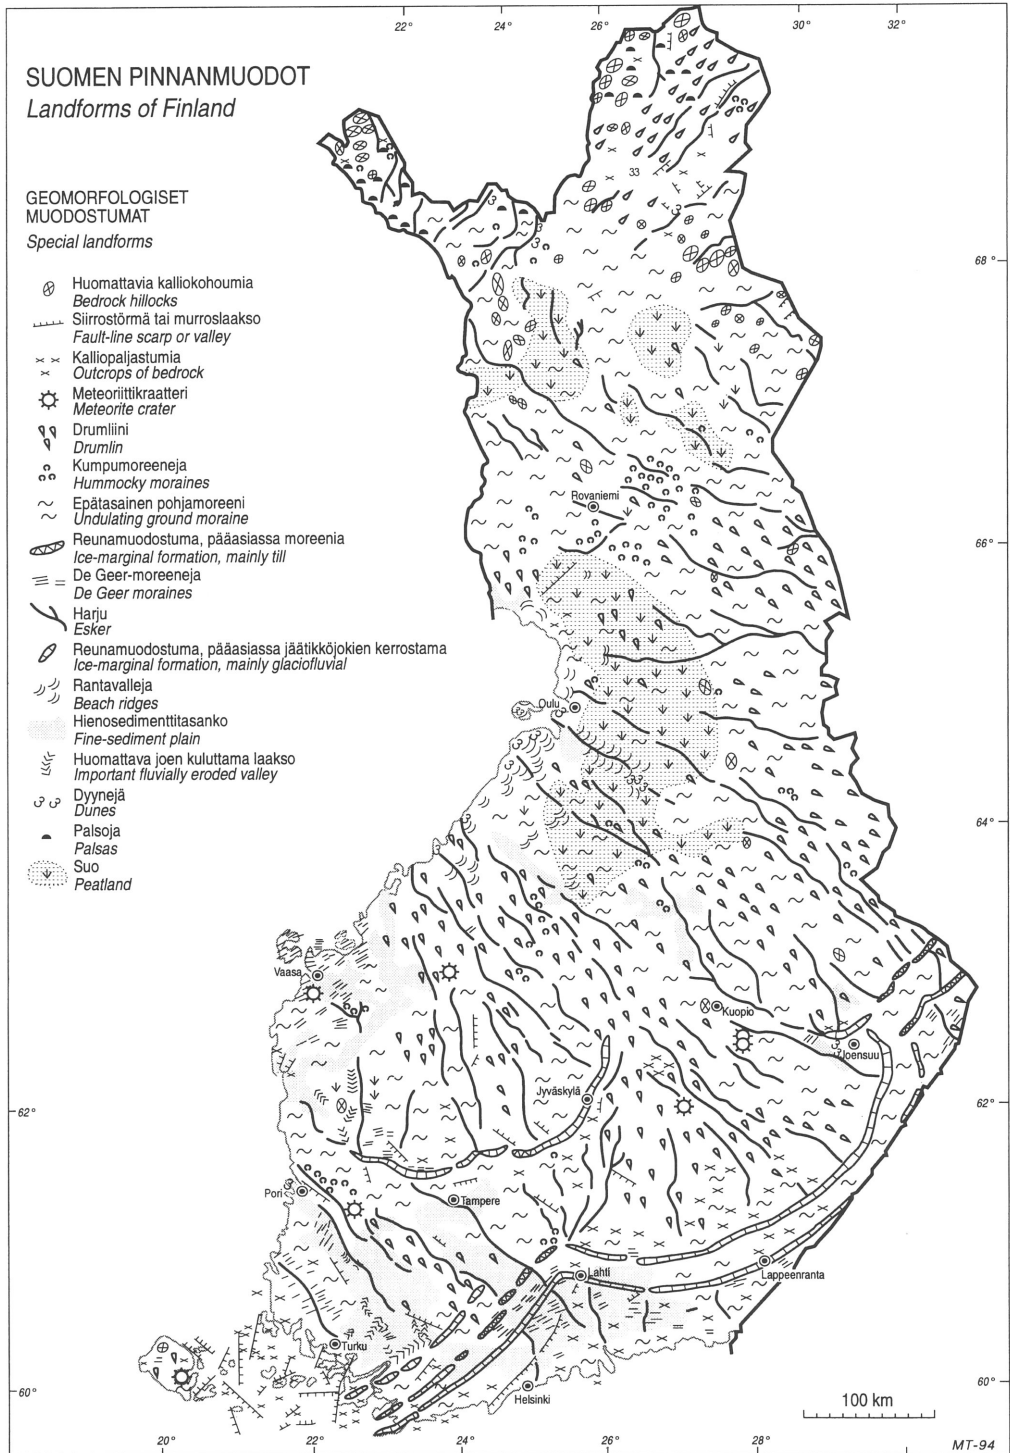 22°
24°
26°
30°
32°
SUOMEN PINNANMUODOT
Landforms of Finland
33
GEOMORFOLOGISET
MUODOSTUMAT
Special landforms
68°
Huomattavia kalliokohoumia
Bedrock hillocks
Siirrostörmä tai murroslaakso
Fault-line scarp or valley
Kalliopaljastumia
Outcrops of bedrock
Meteoriittikraatteri
Meteorite crater
Drumliini
Drumlin
Kumpumoreeneja
Hummocky moraines
Epätasainen pohjamoreeni
Undulating ground moraine
Reunamuodostuma, pääasiassa moreenia
Ice-marginal formation, mainly till
De Geer-moreeneja
De Geer moraines
Harju
Esker
Reunamuodostuma, pääasiassa jäätikköjokien kerrostama
Ice-marginal formation, mainly glaciofluvial
Rantavalleja
Beach ridges
Hienosedimenttitasanko
Fine-sediment plain
Huomattava joen kuluttama laakso
Important fluvially eroded valley
Dyynejä
Dunes
Palsoja
Palsas
Suo
Peatland
Rovaniemi
66°
Oulu
64°
Vaasa
Kuopio
Joensuu
Jyväskylä
62°
62°
Pori
Tampere
Lahti
Lappeenranta
Turku
Helsinki
60°
60°
100 km
20°
22°
24°
26°
28°
MT-94